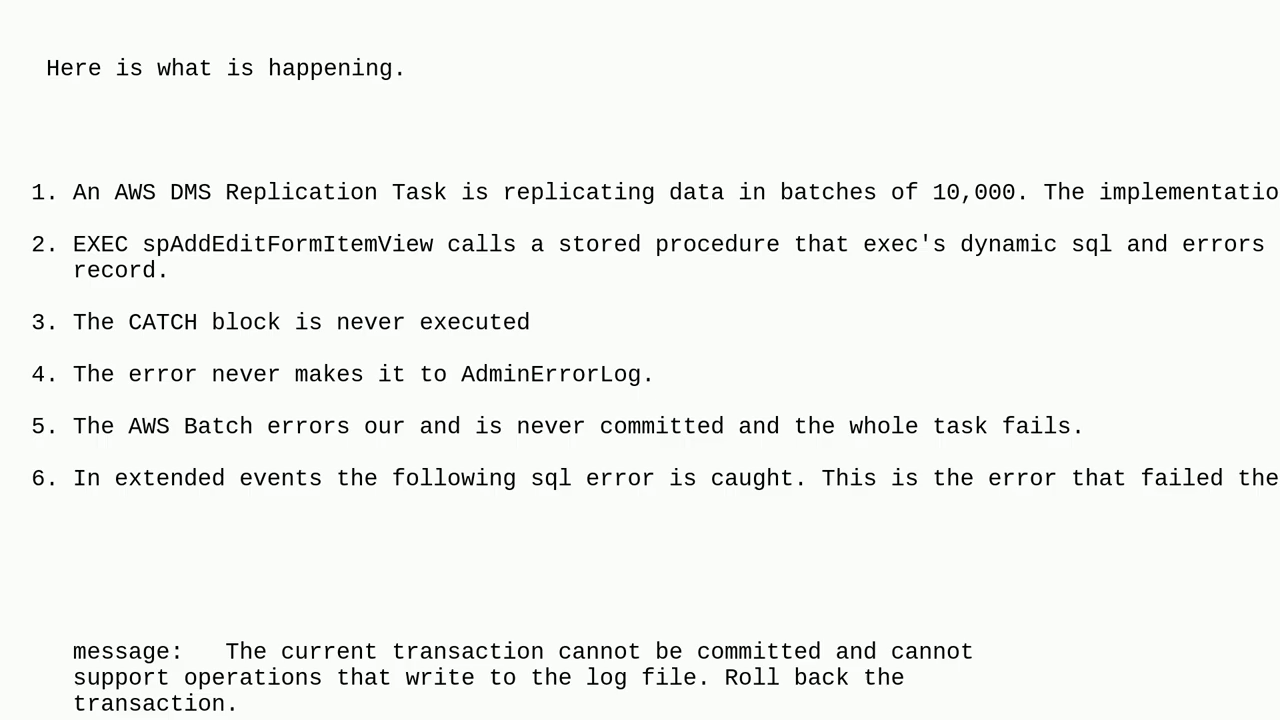 Here is what is happening.
1. An AWS DMS Replication Task is replicating data in batches of 10,000. The
2. EXEC spAddEditFormItemView calls a stored procedure that exec's dynamic sql and errors
record.
3. The CATCH block is never executed
4. The error never makes it to AdminErrorLog.
5. The AWS Batch errors our and is never committed and the whole task fails.
6. In extended events the following sql error is caught. This is the error that failed the
message: The current transaction cannot be committed and cannot
support operations that write to the log file. Roll back the
transaction.